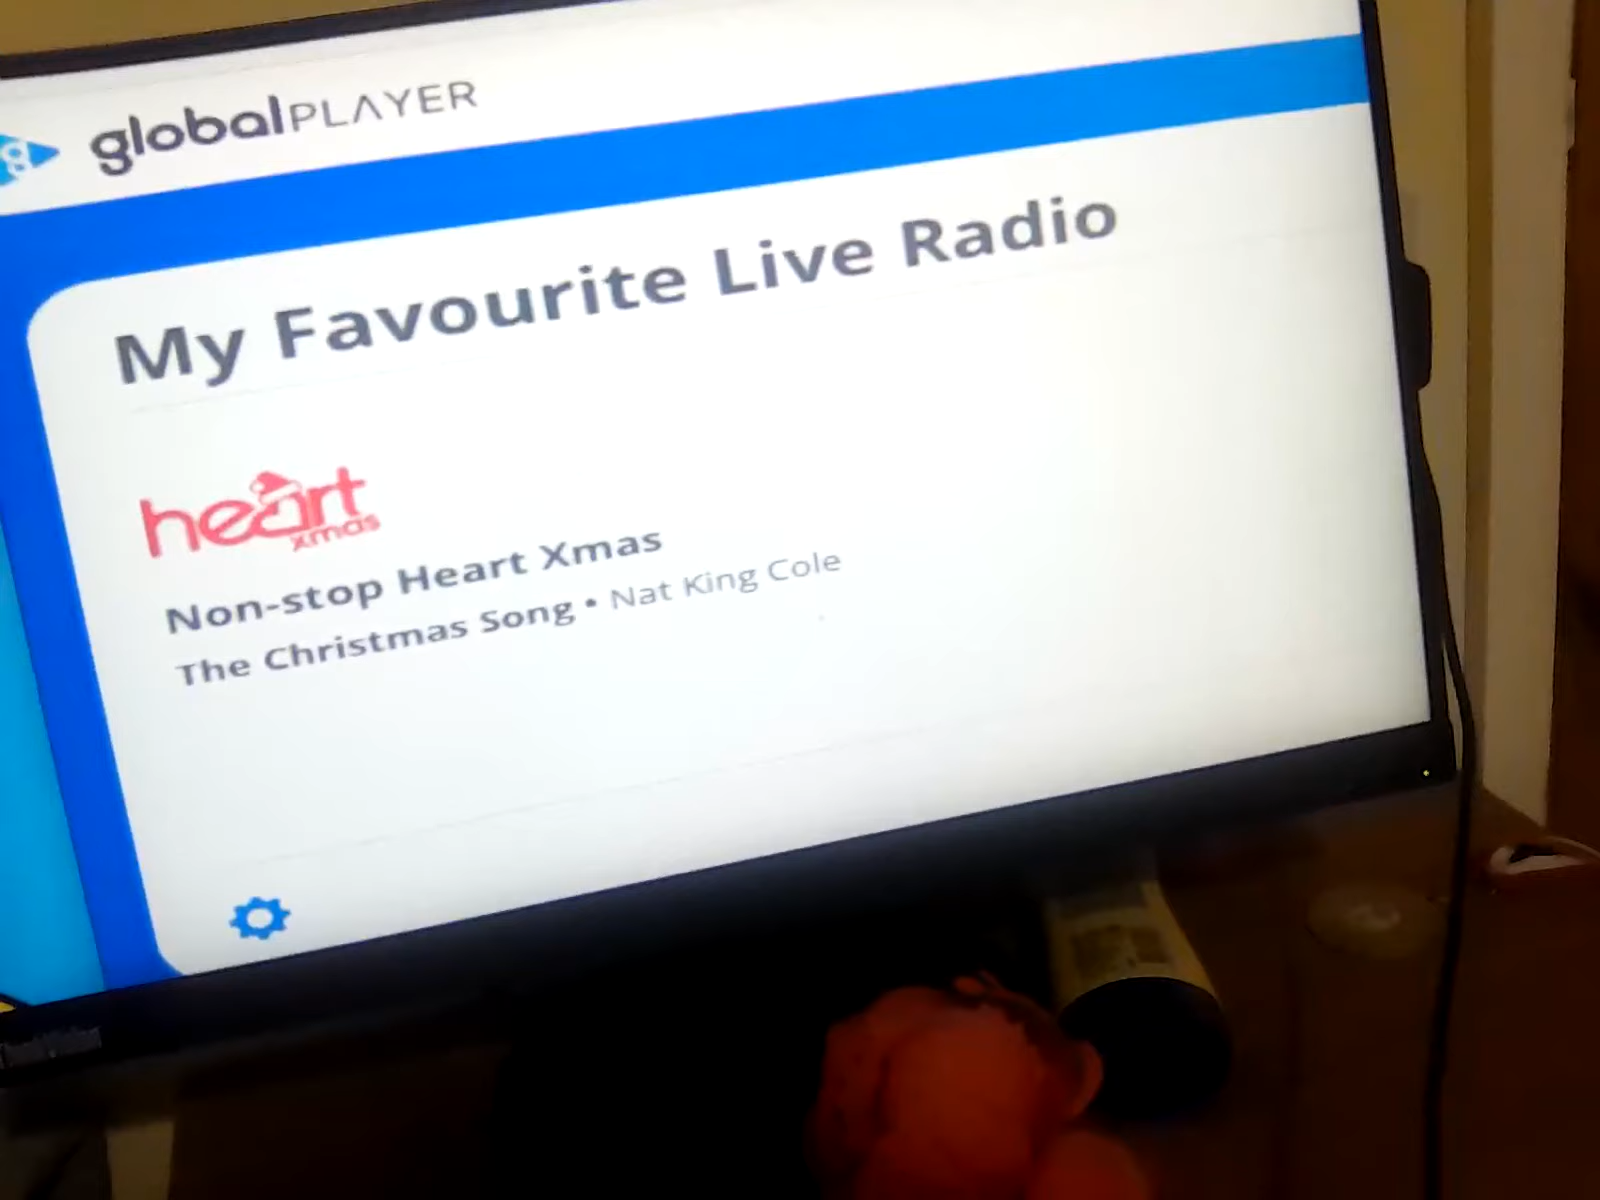 globalPLAYER
My Favourite Live Radio
heart
xmas
Non-stop Heart Xmas
The Christmas Song • Nat King Cole